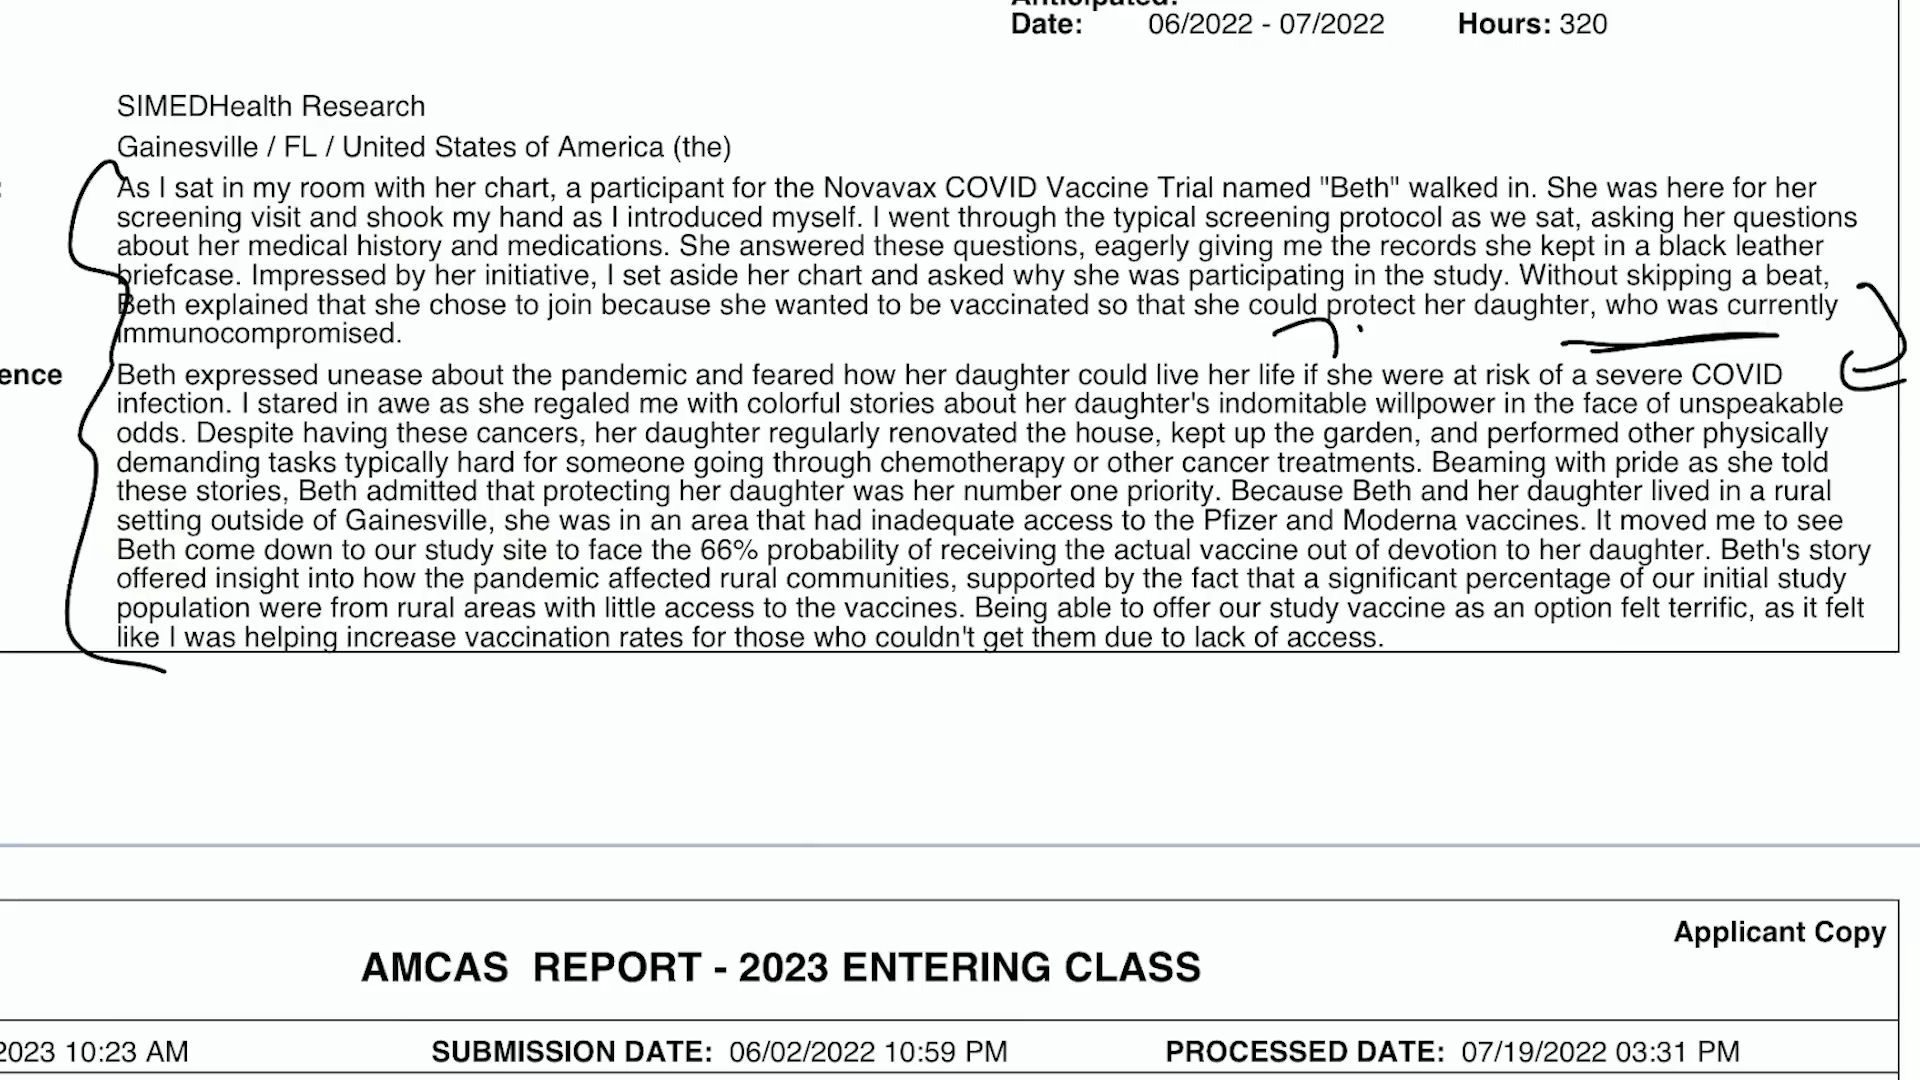 Anticipated:
Date: 06/2022 - 07/2022 Hours: 320
SIMEDHealth Research
Gainesville / FL / United States of America (the)
As I sat in my room with her chart, a participant for the Novavax COVID Vaccine Trial named "Beth" walked in. She was here for her
screening visit and shook my hand as I introduced myself. I went through the typical screening protocol as we sat, asking her questions
about her medical history and medications. She answered these questions, eagerly giving me the records she kept in a black leather
briefcase. Impressed by her initiative, I set aside her chart and asked why she was participating in the study. Without skipping a beat,
Beth explained that she chose to join because she wanted to be vaccinated so that she could protect her daughter, who was currently
immunocompromised.
ence
Beth expressed unease about the pandemic and feared how her daughter could live her life if she were at risk of a severe COVID
infection. I stared in awe as she regaled me with colorful stories about her daughter's indomitable willpower in the face of unspeakable
odds. Despite having these cancers, her daughter regularly renovated the house, kept up the garden, and performed other physically
demanding tasks typically hard for someone going through chemotherapy or other cancer treatments. Beaming with pride as she told
these stories, Beth admitted that protecting her daughter was her number one priority. Because Beth and her daughter lived in a rural
setting outside of Gainesville, she was in an area that had inadequate access to the Pfizer and Moderna vaccines. It moved me to see
Beth come down to our study site to face the 66% probability of receiving the actual vaccine out of devotion to her daughter. Beth's story
offered insight into how the pandemic affected rural communities, supported by the fact that a significant percentage of our initial study
population were from rural areas with little access to the vaccines. Being able to offer our study vaccine as an option felt terrific, as it felt
like I was helping increase vaccination rates for those who couldn't get them due to lack of access.
Applicant Copy
AMCAS REPORT - 2023 ENTERING CLASS
2023 10:23 AM SUBMISSION DATE: 06/02/2022 10:59 PM PROCESSED DATE: 07/19/2022 03:31 PM